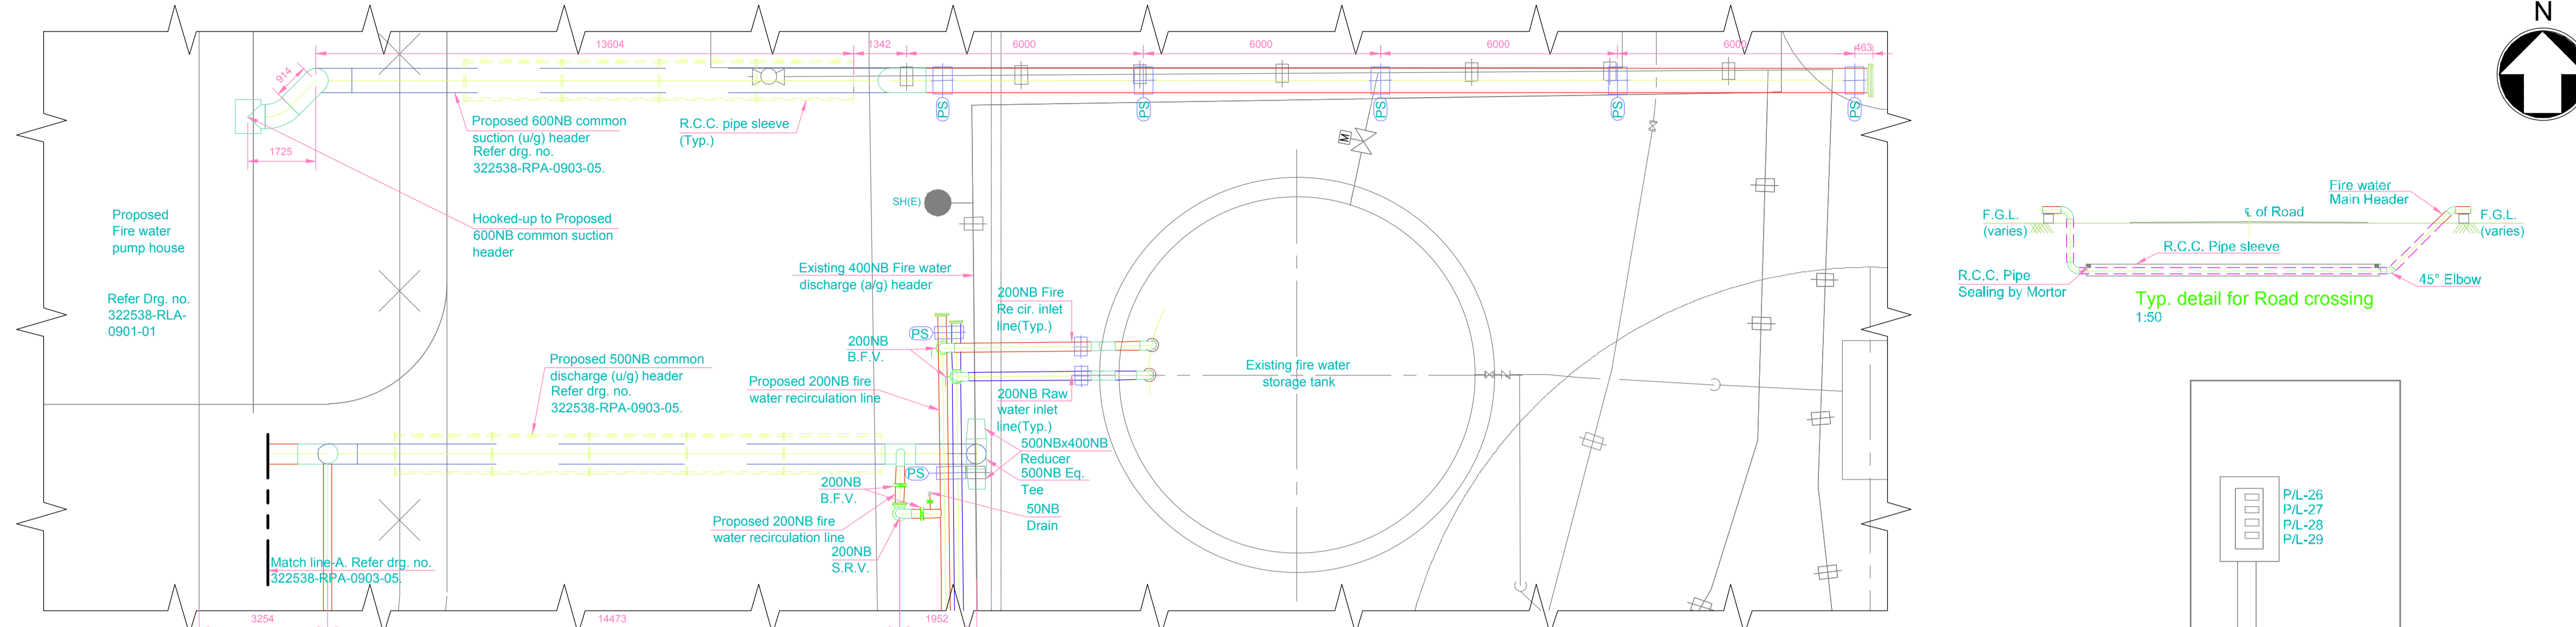 N
13604
1342
6000
6000
6000
6000
463
914
1725
PS
PS
PS
PS
PS
Proposed 600NB common
suction (u/g) header
Refer drg. no.
322538-RPA-0903-05.
R.C.C. pipe sleeve
(Typ.)
M
SH(E)
Proposed
Fire water
pump house
Refer Drg. no.
322538-RLA-
0901-01
Hooked-up to Proposed
600NB common suction
header
Existing 400NB Fire water
discharge (a/g) header
200NB Fire
Re cir. inlet
line(Typ.)
PS
200NB
B.F.V.
Proposed 500NB common
discharge (u/g) header
Refer drg. no.
322538-RPA-0903-05.
Proposed 200NB fire
water recirculation line
Existing fire water
storage tank
N
200NB Raw
water inlet
line(Typ.)
500NBx400NB
Reducer
500NB Eq.
Tee
PS
200NB
B.F.V.
50NB
Drain
Proposed 200NB fire
water recirculation line
200NB
S.R.V.
Match line-A. Refer drg. no.
322538-RPA-0903-05.
3254
14473
1952
Fire water
Main Header
F.G.L.
(varies)
℄ of Road
F.G.L.
(varies)
R.C.C. Pipe sleeve
R.C.C. Pipe
Sealing by Mortor
45° Elbow
Typ. detail for Road crossing
1:50
P/L-26
P/L-27
P/L-28
P/L-29